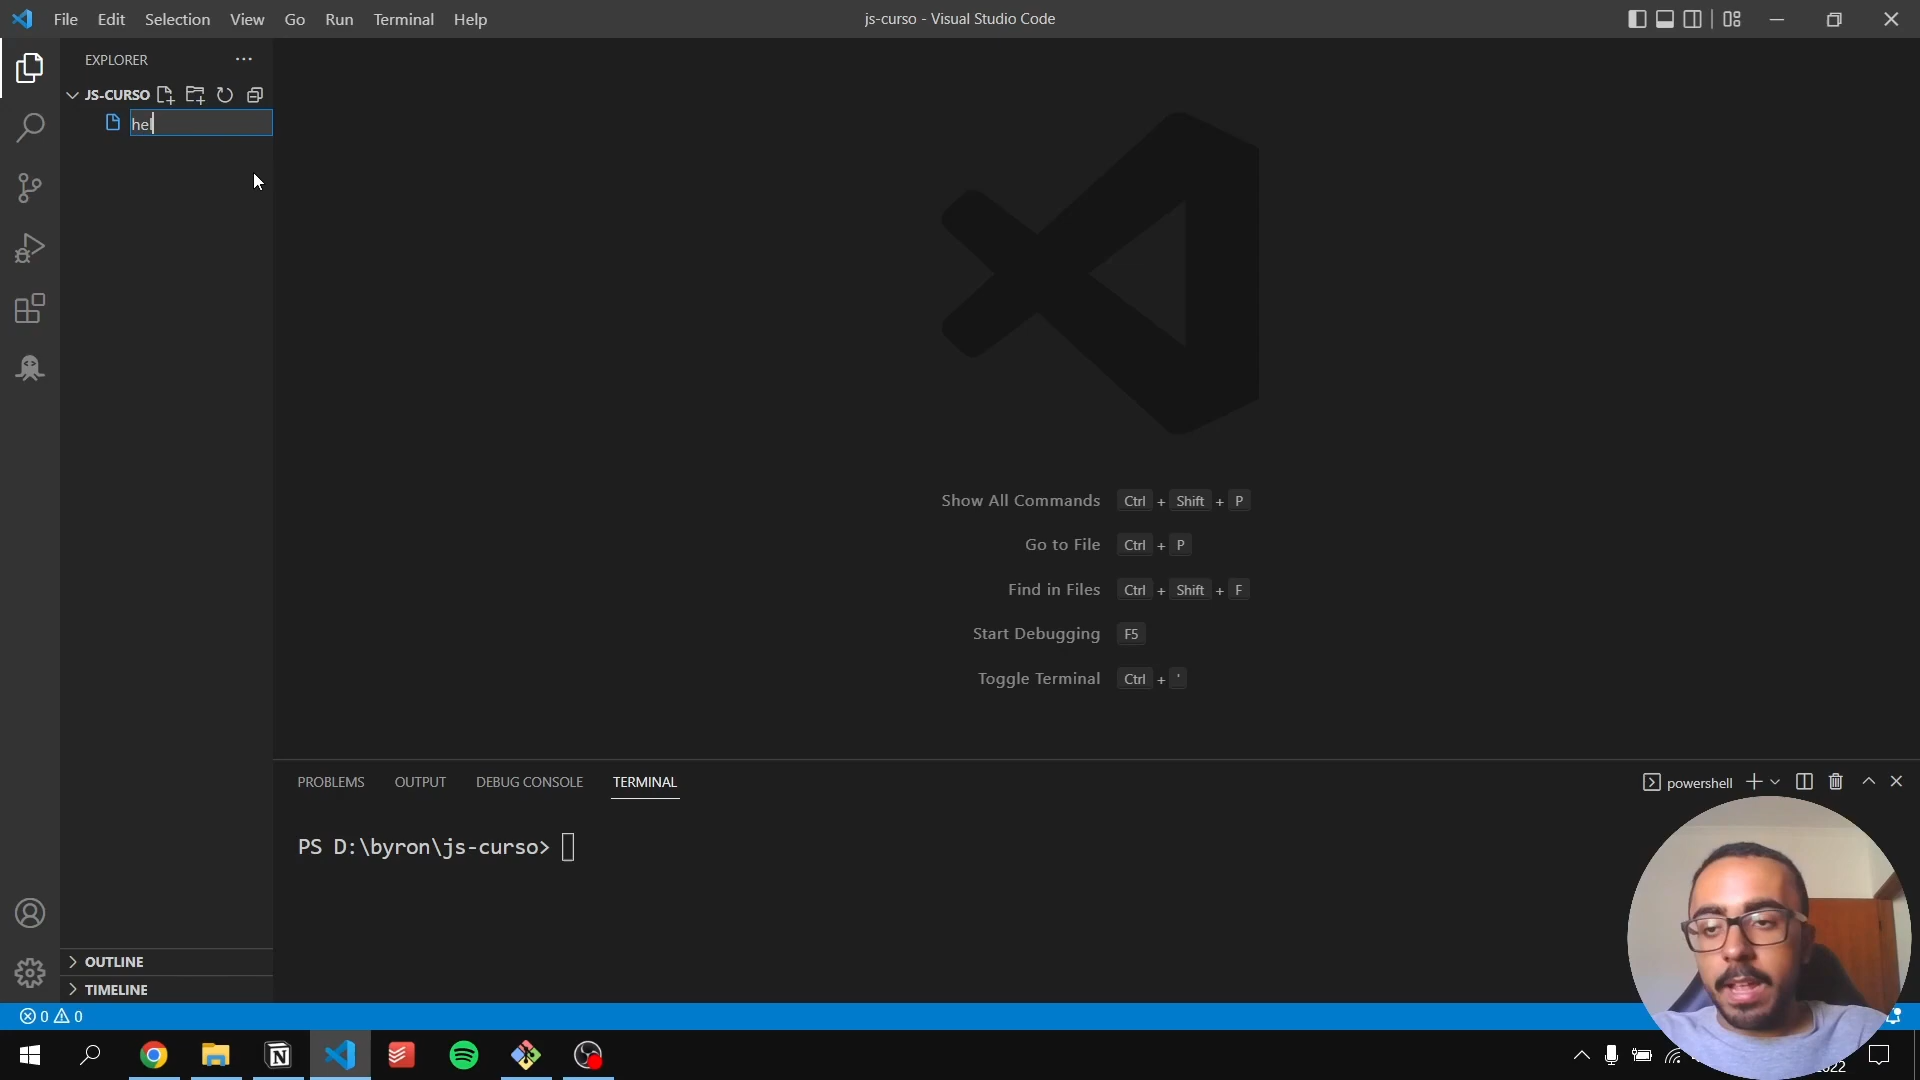 File Edit Selection View Go Run Terminal Help
js-curso - Visual Studio Code
EXPLORER
JS-CURSO
hel
Show All Commands Ctrl + Shift + P
Go to File Ctrl + P
Find in Files Ctrl + Shift + F
Start Debugging F5
Toggle Terminal Ctrl + '
PROBLEMS OUTPUT DEBUG CONSOLE TERMINAL
powershell
PS D:\byron\js-curso>
OUTLINE
TIMELINE
0 0